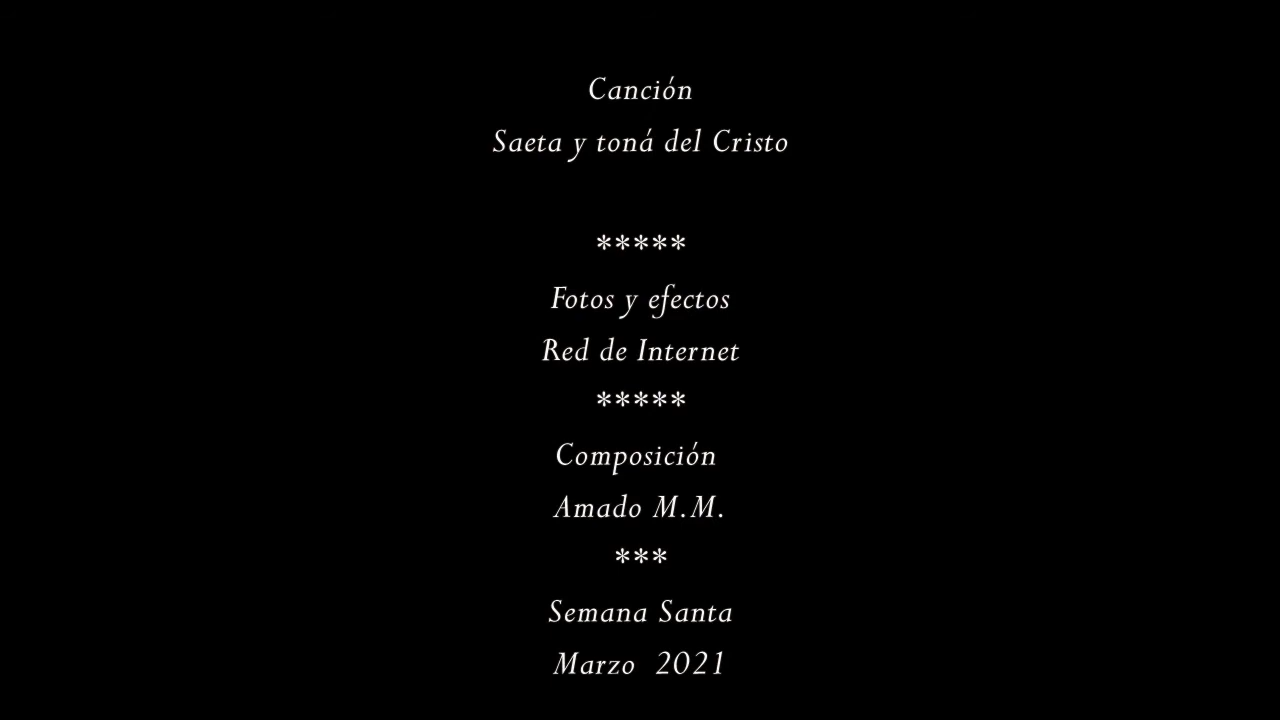 Canción
Saeta y toná del Cristo
*****
Fotos y efectos
Red de Internet
*****
Composición
Amado M.M.
***
Semana Santa
Marzo 2021